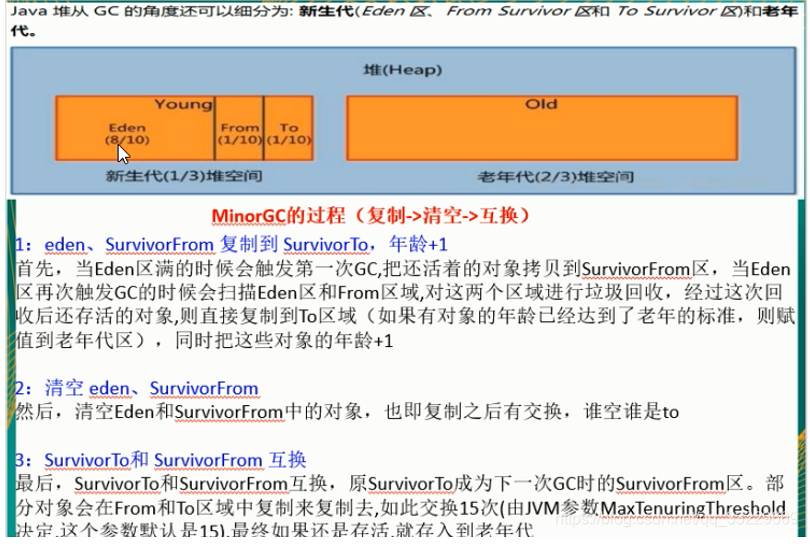 Java 堆从 GC 的角度还可以细分为: 新生代(Eden 区、From Survivor 区和 To Survivor 区)和老年
代。
堆(Heap)
Young
Eden
(8/10)
From
(1/10)
To
(1/10)
Old
新生代(1/3)堆空间
老年代(2/3)堆空间
MinorGC的过程（复制->清空->互换）
1：eden、SurvivorFrom 复制到 SurvivorTo，年龄+1
首先，当Eden区满的时候会触发第一次GC,把还活着的对象拷贝到SurvivorFrom区，当Eden
区再次触发GC的时候会扫描Eden区和From区域,对这两个区域进行垃圾回收，经过这次回
收后还存活的对象,则直接复制到To区域（如果有对象的年龄已经达到了老年的标准，则赋
值到老年代区），同时把这些对象的年龄+1
2：清空 eden、SurvivorFrom
然后，清空Eden和SurvivorFrom中的对象，也即复制之后有交换，谁空谁是to
3：SurvivorTo和 SurvivorFrom 互换
最后，SurvivorTo和SurvivorFrom互换，原SurvivorTo成为下一次GC时的SurvivorFrom区。部
分对象会在From和To区域中复制来复制去,如此交换15次(由JVM参数MaxTenuringThreshold
决定,这个参数默认是15),最终如果还是存活,就存入到老年代